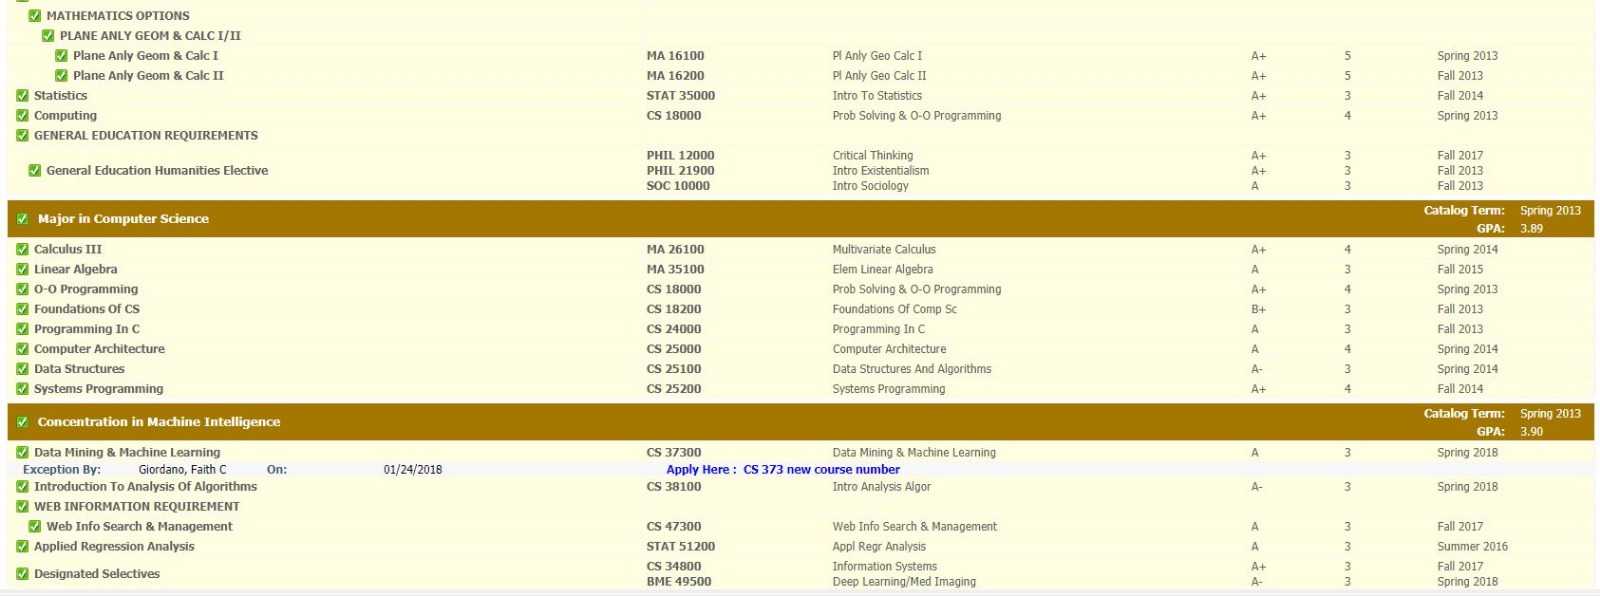 MATHEMATICS OPTIONS
PLANE ANLY GEOM & CALC I/II
Plane Anly Geom & Calc I MA 16100 Pl Anly Geo Calc I A+ 5 Spring 2013
Plane Anly Geom & Calc II MA 16200 Pl Anly Geo Calc II A+ 5 Fall 2013
Statistics STAT 35000 Intro To Statistics A+ 3 Fall 2014
Computing CS 18000 Prob Solving & O-O Programming A+ 4 Spring 2013
GENERAL EDUCATION REQUIREMENTS
PHIL 12000 Critical Thinking A+ 3 Fall 2017
General Education Humanities Elective PHIL 21900 Intro Existentialism A+ 3 Fall 2013
SOC 10000 Intro Sociology A 3 Fall 2013
Major in Computer Science Catalog Term: Spring 2013
GPA: 3.89
Calculus III MA 26100 Multivariate Calculus A+ 4 Spring 2014
Linear Algebra MA 35100 Elem Linear Algebra A 3 Fall 2015
O-O Programming CS 18000 Prob Solving & O-O Programming A+ 4 Spring 2013
Foundations Of CS CS 18200 Foundations Of Comp Sc B+ 3 Fall 2013
Programming In C CS 24000 Programming In C A 3 Fall 2013
Computer Architecture CS 25000 Computer Architecture A 4 Spring 2014
Data Structures CS 25100 Data Structures And Algorithms A- 3 Spring 2014
Systems Programming CS 25200 Systems Programming A+ 4 Fall 2014
Concentration in Machine Intelligence Catalog Term: Spring 2013
GPA: 3.90
Data Mining & Machine Learning CS 37300 Data Mining & Machine Learning A 3 Spring 2018
Exception By: Giordano, Faith C On: 01/24/2018 Apply Here : CS 373 new course number
Introduction To Analysis Of Algorithms CS 38100 Intro Analysis Algor A- 3 Spring 2018
WEB INFORMATION REQUIREMENT
Web Info Search & Management CS 47300 Web Info Search & Management A 3 Fall 2017
Applied Regression Analysis STAT 51200 Appl Regr Analysis A 3 Summer 2016
Designated Selectives CS 34800 Information Systems A+ 3 Fall 2017
BME 49500 Deep Learning/Med Imaging A- 3 Spring 2018